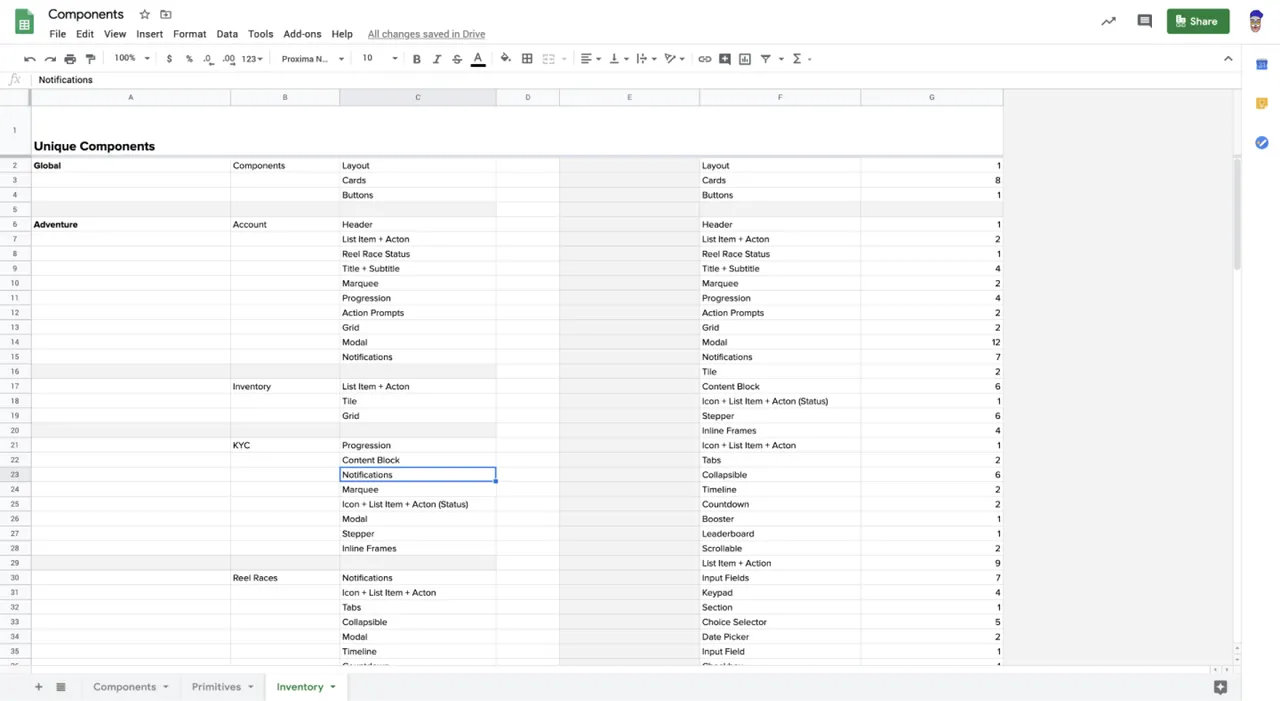 Components
File Edit View Insert Format Data Tools Add-ons Help All changes saved in Drive
Share
100% $ % .0 .00 123 Proxima N... 10 B I S A Σ
fx Notifications
A B C D E F G
1 Unique Components
2 Global Components Layout Layout 1
3 Cards Cards 8
4 Buttons Buttons 1
5
6 Adventure Account Header Header 1
7 List Item + Acton List Item + Acton 2
8 Reel Race Status Reel Race Status 1
9 Title + Subtitle Title + Subtitle 4
10 Marquee Marquee 2
11 Progression Progression 4
12 Action Prompts Action Prompts 2
13 Grid Grid 2
14 Modal Modal 12
15 Notifications Notifications 7
16 Tile 2
17 Inventory List Item + Acton Content Block 6
18 Tile Icon + List Item + Acton (Status) 1
19 Grid Stepper 6
20 Inline Frames 4
21 KYC Progression Icon + List Item + Acton 1
22 Content Block Tabs 2
23 Notifications Collapsible 6
24 Marquee Timeline 2
25 Icon + List Item + Acton (Status) Countdown 2
26 Modal Booster 1
27 Stepper Leaderboard 1
28 Inline Frames Scrollable 2
29 List Item + Action 9
30 Reel Races Notifications Input Fields 7
31 Icon + List Item + Acton Keypad 4
32 Tabs Section 1
33 Collapsible Choice Selector 5
34 Modal Date Picker 2
35 Timeline Input Field 1
+ Components Primitives Inventory